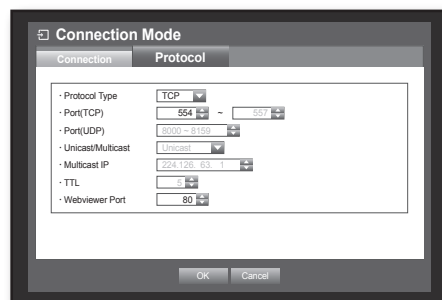 Connection Mode
Connection Protocol
· Protocol Type TCP
· Port(TCP) 554 ~ 557
· Port(UDP) 8000 ~ 8159
· Unicast/Multicast Unicast
· Multicast IP 224.126. 63. 1
· TTL 5
· Webviewer Port 80
OK Cancel